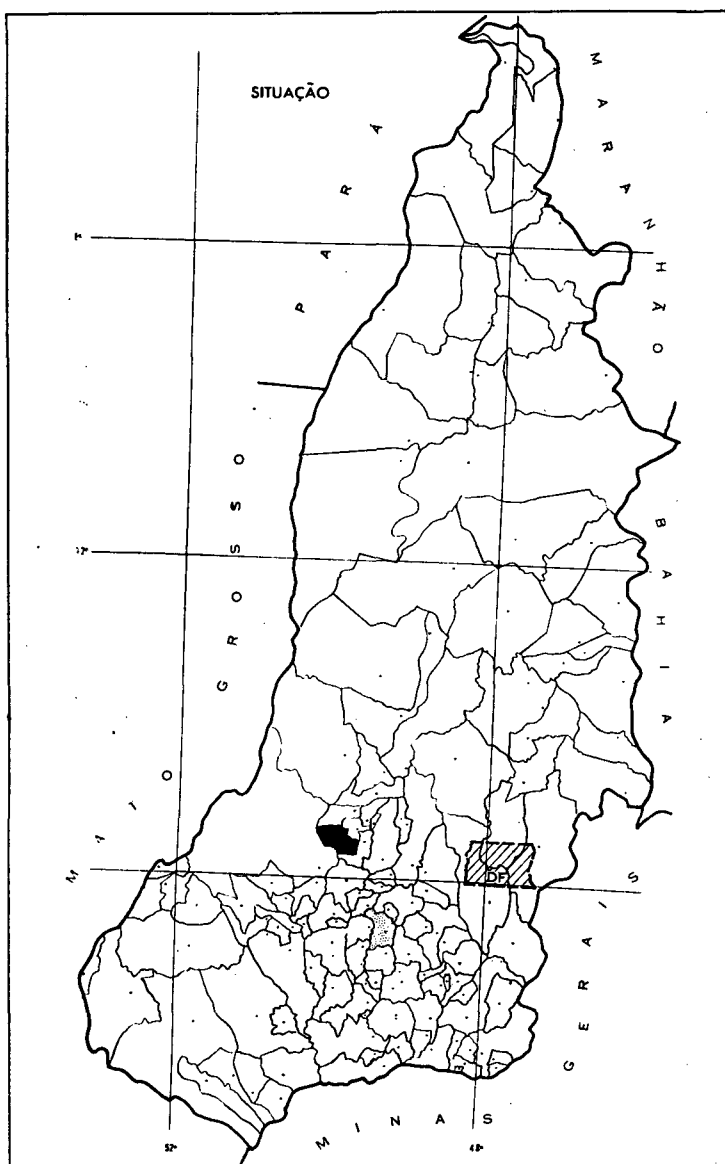 SITUAÇÃO
PARÁ
MARANHÃO
MATO GROSSO
BAHIA
DF
MINAS GERAIS
52°
48°